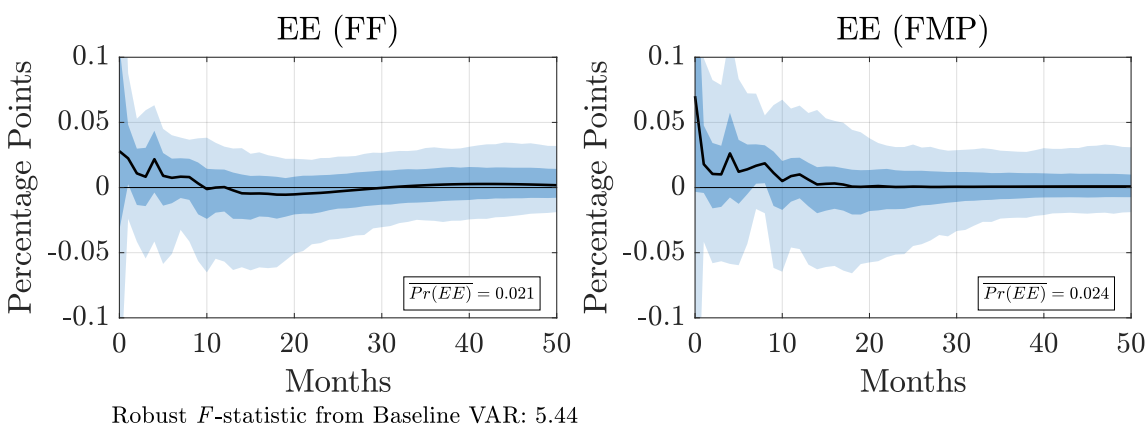 EE (FF)
Percentage Points
0.1
0.05
0
-0.05
-0.1
$\overline{Pr(EE)} = 0.021$
0 10 20 30 40 50
Months
EE (FMP)
Percentage Points
0.1
0.05
0
-0.05
-0.1
$\overline{Pr(EE)} = 0.024$
0 10 20 30 40 50
Months
Robust F-statistic from Baseline VAR: 5.44